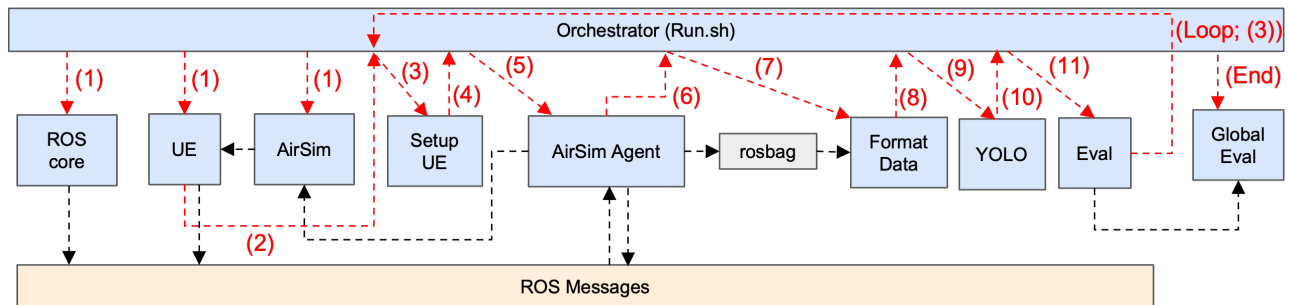 Orchestrator (Run.sh)
(Loop; (3))
(1)
(1)
(1)
(3)
(4)
(5)
(6)
(7)
(8)
(9)
(10)
(11)
(End)
ROS
core
UE
AirSim
Setup
UE
AirSim Agent
rosbag
Format
Data
YOLO
Eval
Global
Eval
(2)
ROS Messages